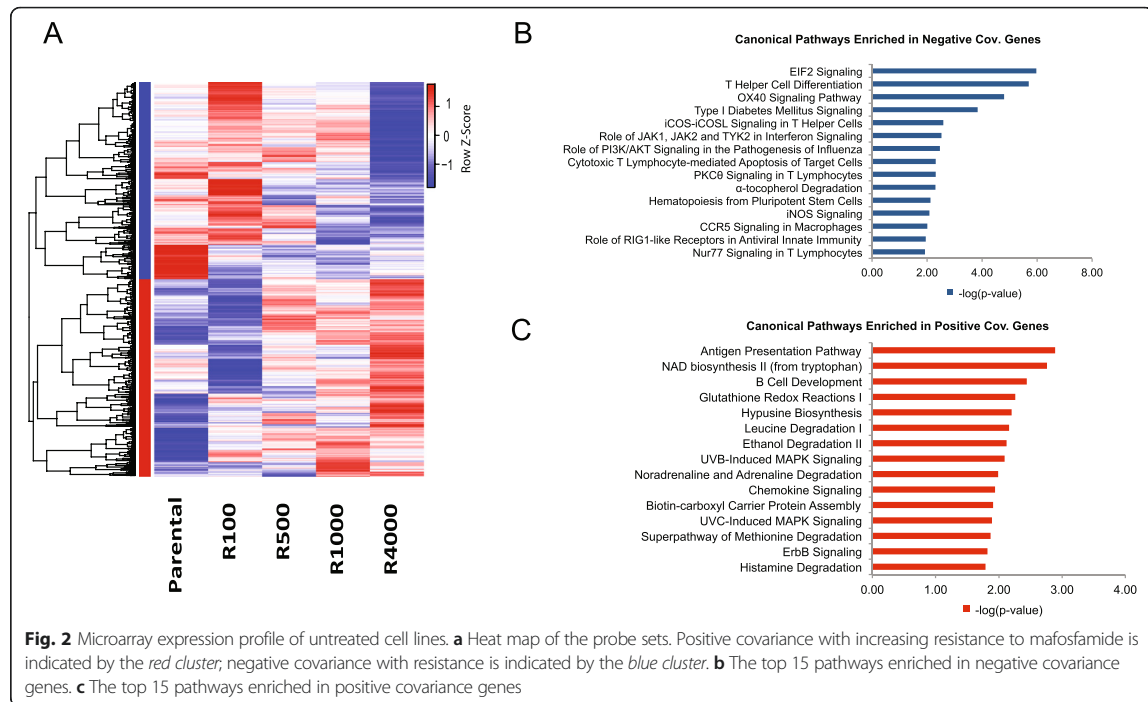 A
1
0
-1
Row Z-Score
Parental
R100
R500
R1000
R4000
B
Canonical Pathways Enriched in Negative Cov. Genes
EIF2 Signaling
T Helper Cell Differentiation
OX40 Signaling Pathway
Type I Diabetes Mellitus Signaling
iCOS-iCOSL Signaling in T Helper Cells
Role of JAK1, JAK2 and TYK2 in Interferon Signaling
Role of PI3K/AKT Signaling in the Pathogenesis of Influenza
Cytotoxic T Lymphocyte-mediated Apoptosis of Target Cells
PKCθ Signaling in T Lymphocytes
α-tocopherol Degradation
Hematopoiesis from Pluripotent Stem Cells
iNOS Signaling
CCR5 Signaling in Macrophages
Role of RIG1-like Receptors in Antiviral Innate Immunity
Nur77 Signaling in T Lymphocytes
0.00 2.00 4.00 6.00 8.00
-log(p-value)
C
Canonical Pathways Enriched in Positive Cov. Genes
Antigen Presentation Pathway
NAD biosynthesis II (from tryptophan)
B Cell Development
Glutathione Redox Reactions I
Hypusine Biosynthesis
Leucine Degradation I
Ethanol Degradation II
UVB-Induced MAPK Signaling
Noradrenaline and Adrenaline Degradation
Chemokine Signaling
Biotin-carboxyl Carrier Protein Assembly
UVC-Induced MAPK Signaling
Superpathway of Methionine Degradation
ErbB Signaling
Histamine Degradation
0.00 1.00 2.00 3.00 4.00
-log(p-value)
Fig. 2 Microarray expression profile of untreated cell lines. a Heat map of the probe sets. Positive covariance with increasing resistance to mafosfamide is
indicated by the red cluster; negative covariance with resistance is indicated by the blue cluster. b The top 15 pathways enriched in negative covariance
genes. c The top 15 pathways enriched in positive covariance genes